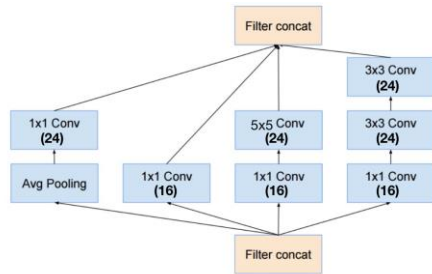 Filter concat
3x3 Conv
(24)
1x1 Conv
(24)
5x5 Conv
(24)
3x3 Conv
(24)
Avg Pooling
1x1 Conv
(16)
1x1 Conv
(16)
1x1 Conv
(16)
Filter concat